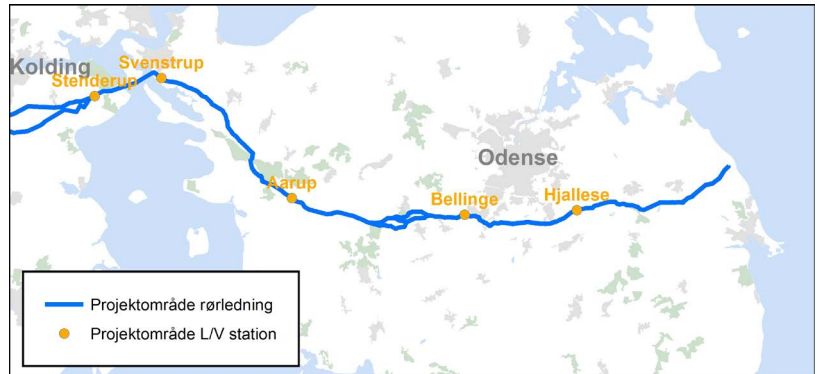 Svenstrup
Kolding
Stenderup
Odense
Aarup
Bellinge
Hjallese
Projektområde rørledning
Projektområde L/V station